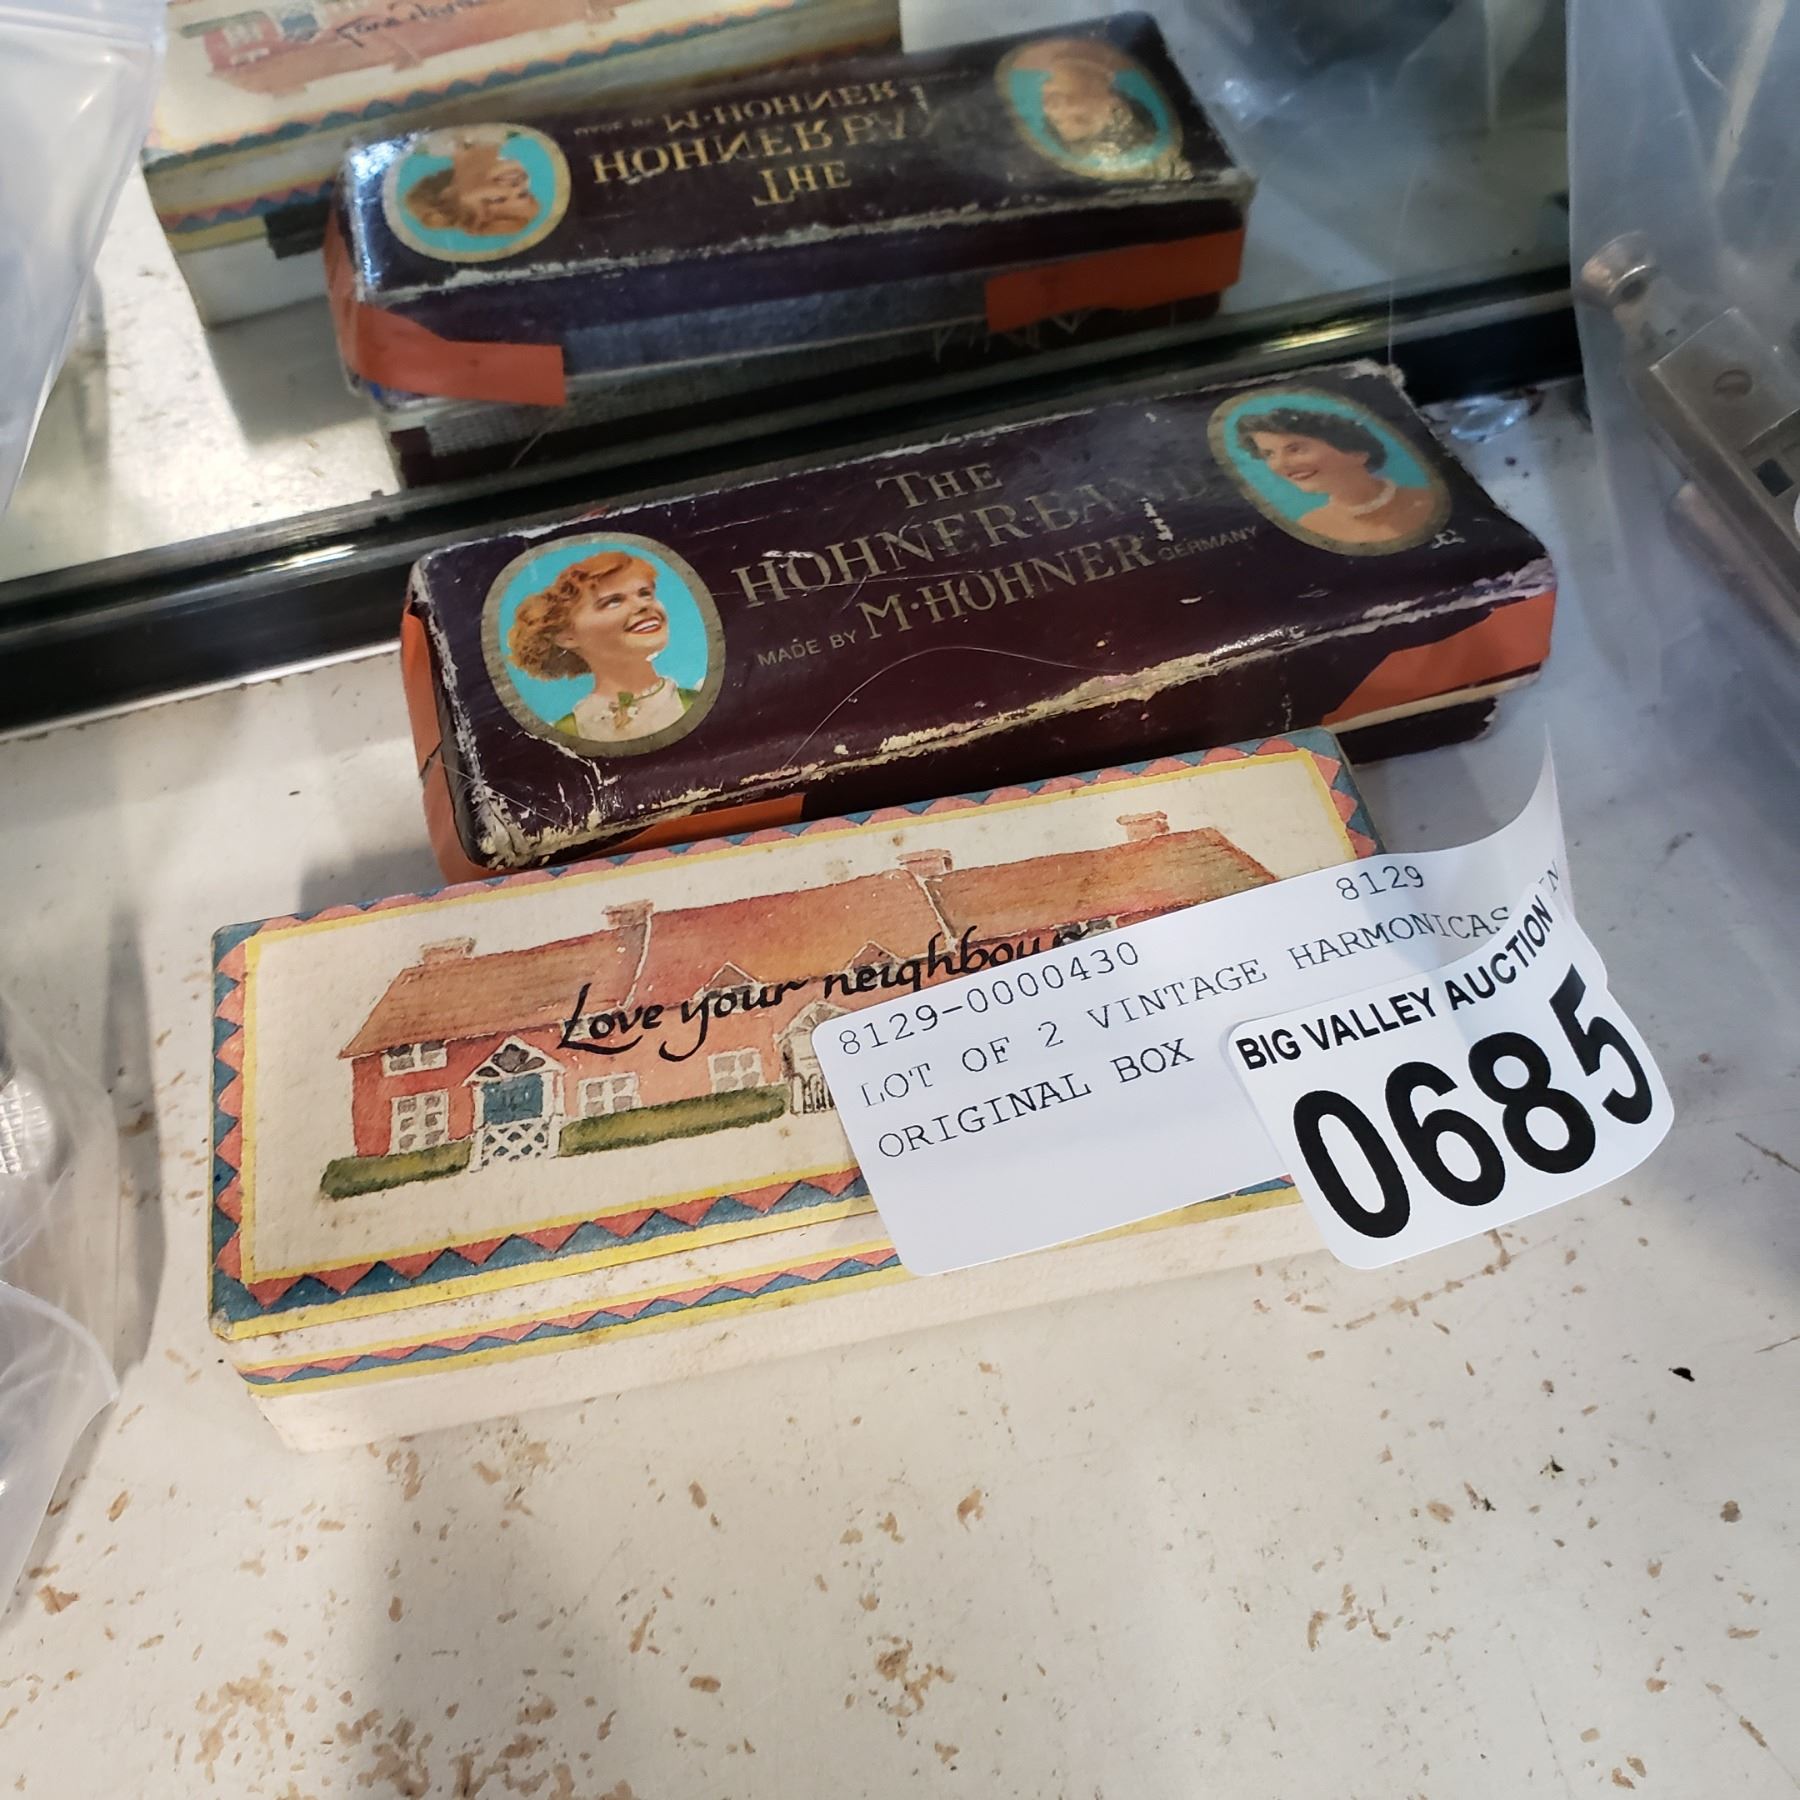 THE
HOHNER-BAND
MADE BY M·HOHNER GERMANY
Love your neighbour
8129
8129-0000430
LOT OF 2 VINTAGE HARMONICAS IN
ORIGINAL BOX
BIG VALLEY AUCTION
0685